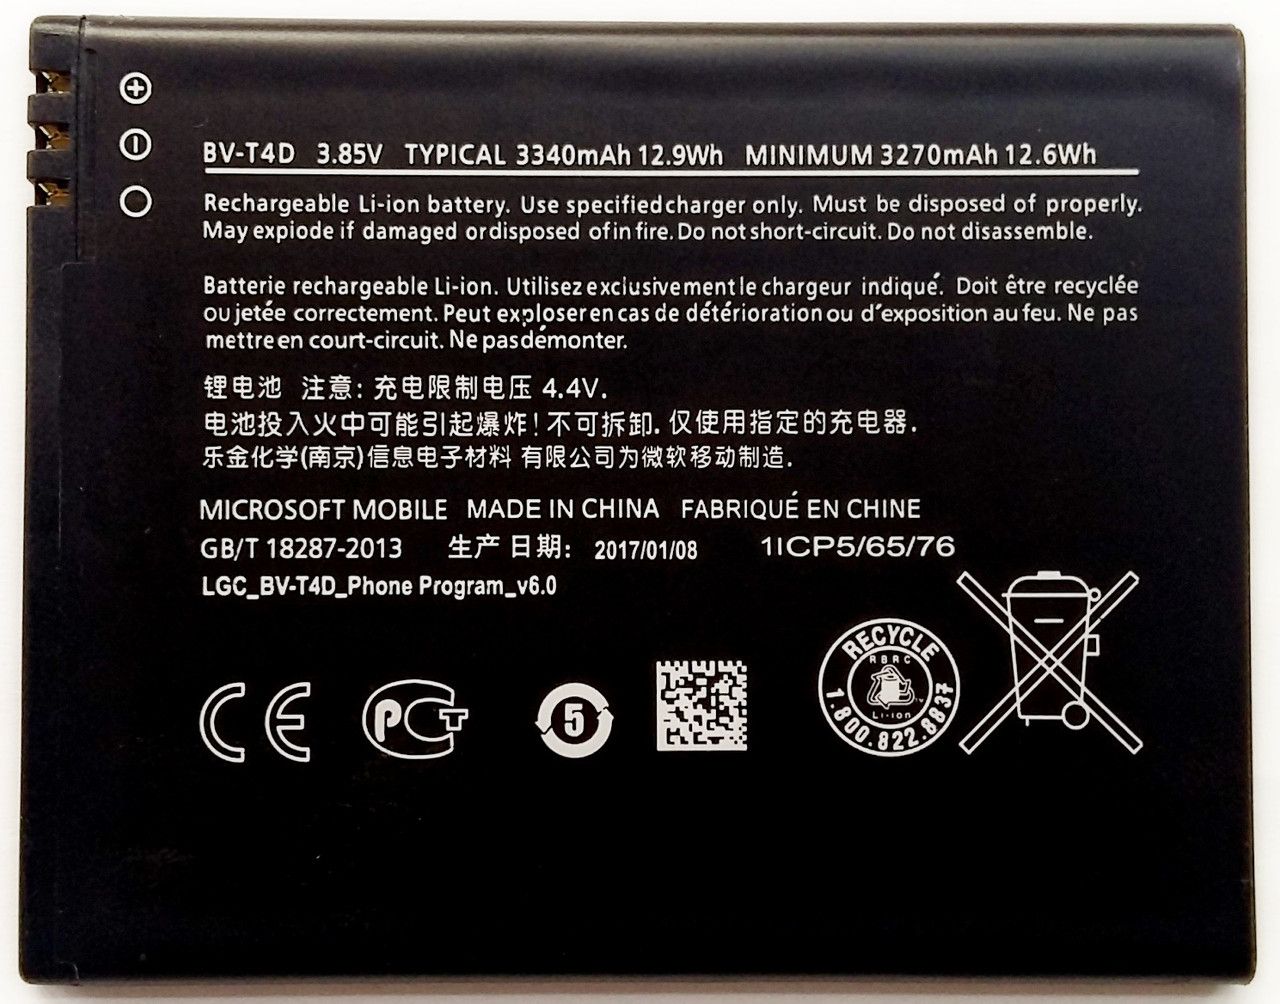 BV-T4D 3.85V TYPICAL 3340mAh 12.9Wh MINIMUM 3270mAh 12.6Wh
Rechargeable Li-ion battery. Use specified charger only. Must be disposed of properly.
May expiode if damaged or disposed of in fire. Do not short-circuit. Do not disassemble.
Batterie rechargeable Li-ion. Utilisez exclusivement le chargeur indiqué. Doit être recyclée
ou jetée correctement. Peut exploser en cas de détérioration ou d'exposition au feu. Ne pas
mettre en court-circuit. Ne pas démonter.
锂电池 注意: 充电限制电压 4.4V.
电池投入火中可能引起爆炸! 不可拆卸. 仅使用指定的充电器.
乐金化学(南京)信息电子材料 有限公司为微软移动制造.
MICROSOFT MOBILE MADE IN CHINA FABRIQUÉ EN CHINE
GB/T 18287-2013 生产日期: 2017/01/08 1ICP5/65/76
LGC_BV-T4D_Phone Program_v6.0
CE PCT 5
RECYCLE
RBRC
Li-ion
1.800.822.8837